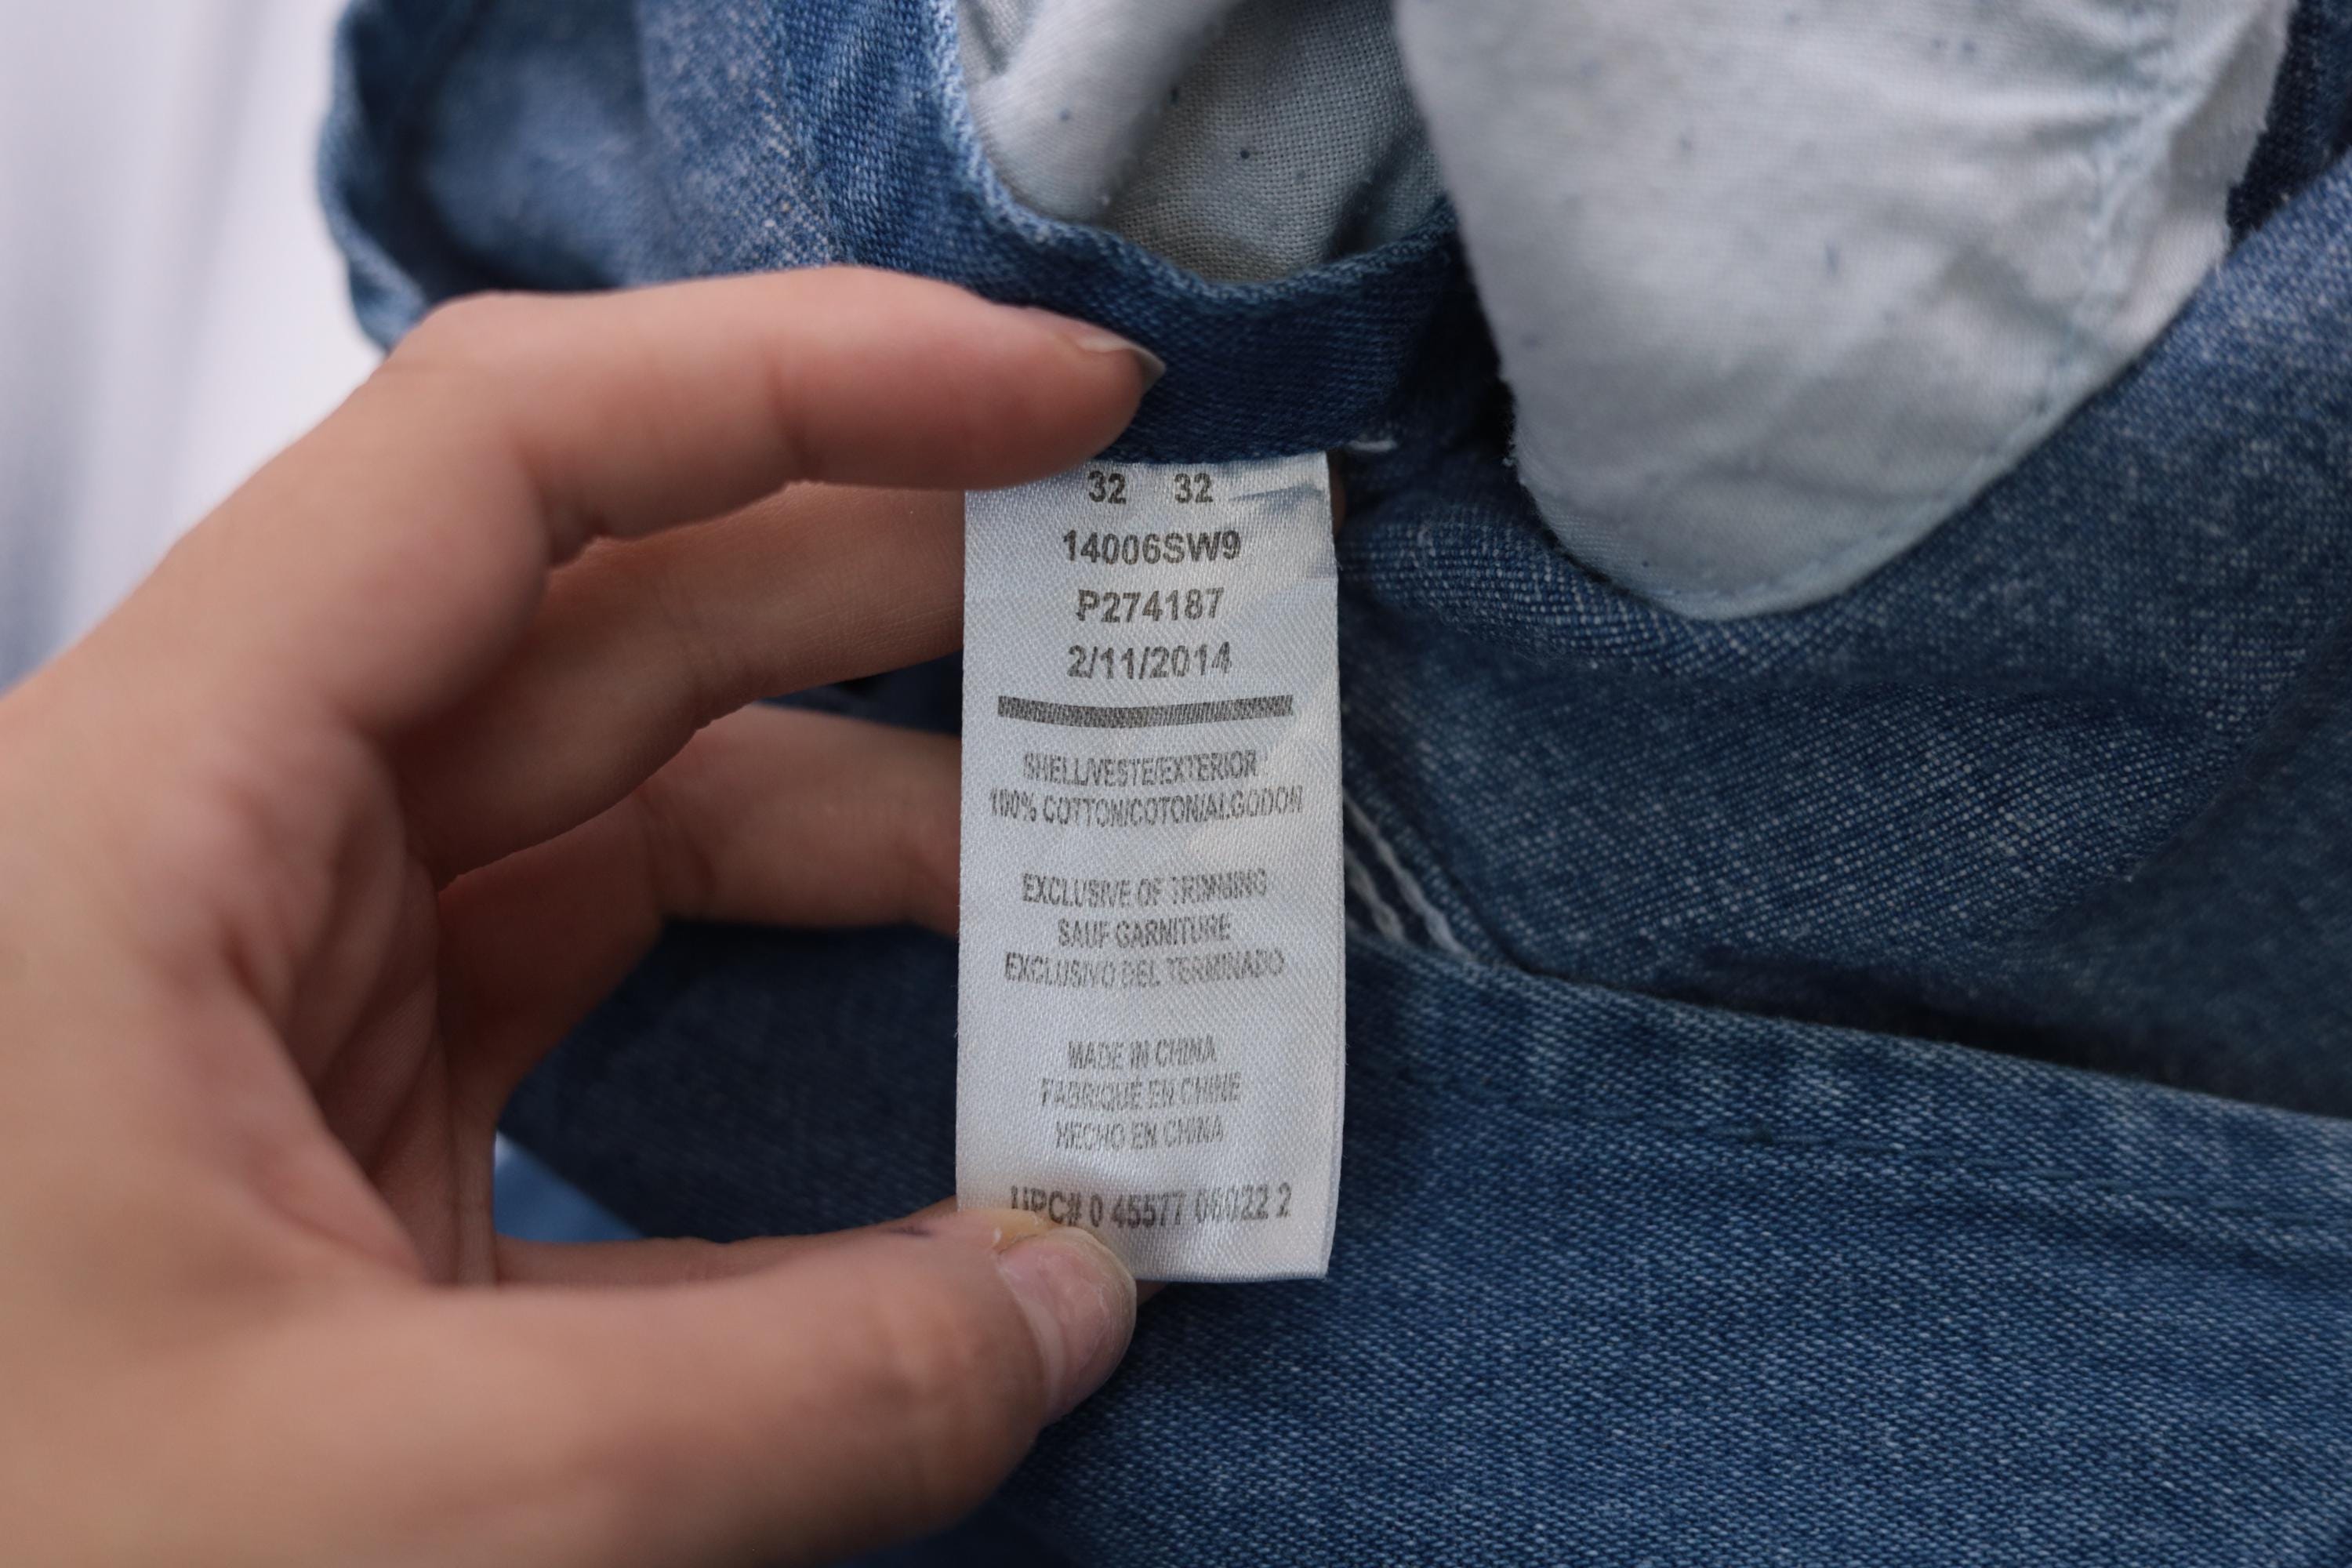 32 32
14006SW9
P274187
2/11/2014
SHELL/VESTE/EXTERIOR
100% COTTON/COTON/ALGODON
EXCLUSIVE OF TRIMMING
SAUF GARNITURE
EXCLUSIVO DEL TERMINADO
MADE IN CHINA
FABRIQUE EN CHINE
HECHO EN CHINA
UPC# 0 45577 06022 2